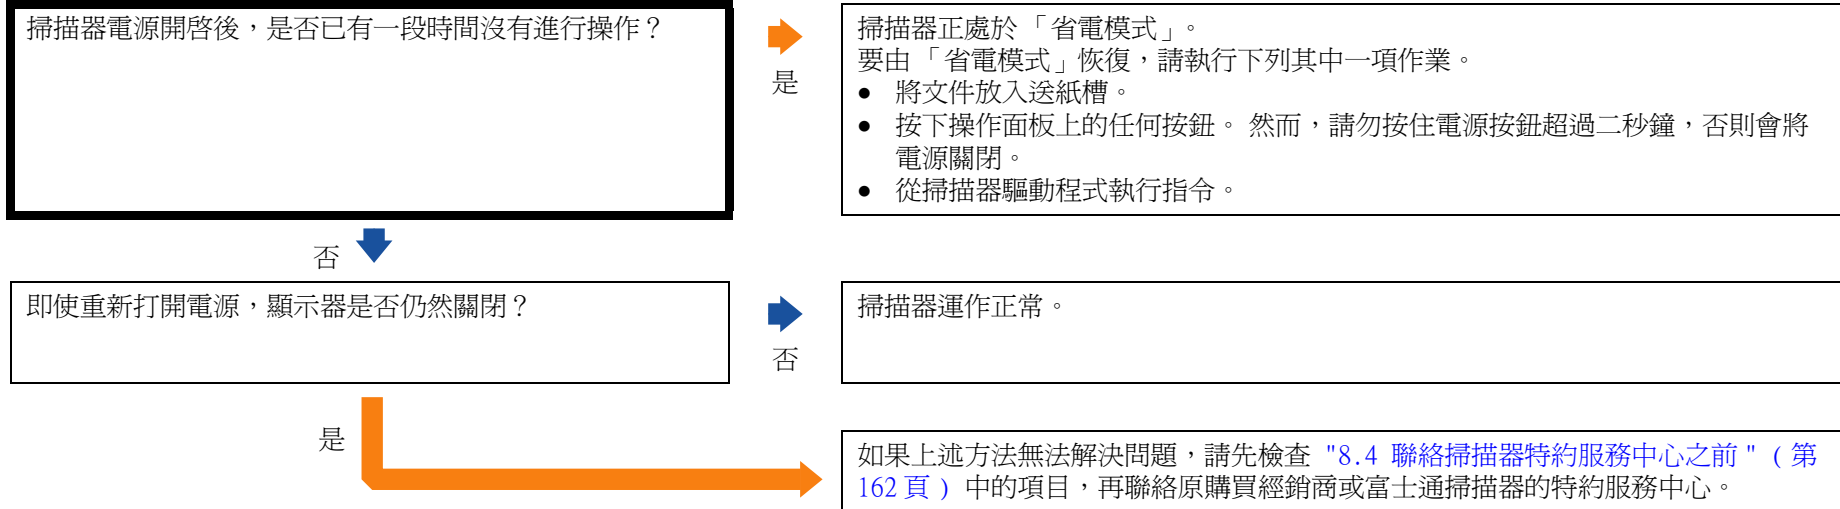 掃描器電源開啓後，是否已有一段時間沒有進行操作？
是
掃描器正處於「省電模式」。
要由「省電模式」恢復，請執行下列其中一項作業。
● 將文件放入送紙槽。
● 按下操作面板上的任何按鈕。 然而，請勿按住電源按鈕超過二秒鐘，否則會將
電源關閉。
● 從掃描器驅動程式執行指令。
否
即使重新打開電源，顯示器是否仍然關閉？
否
掃描器運作正常。
是
如果上述方法無法解決問題，請先檢查 "8.4 聯絡掃描器特約服務中心之前 " ( 第
162 頁 ) 中的項目，再聯絡原購買經銷商或富士通掃描器的特約服務中心。